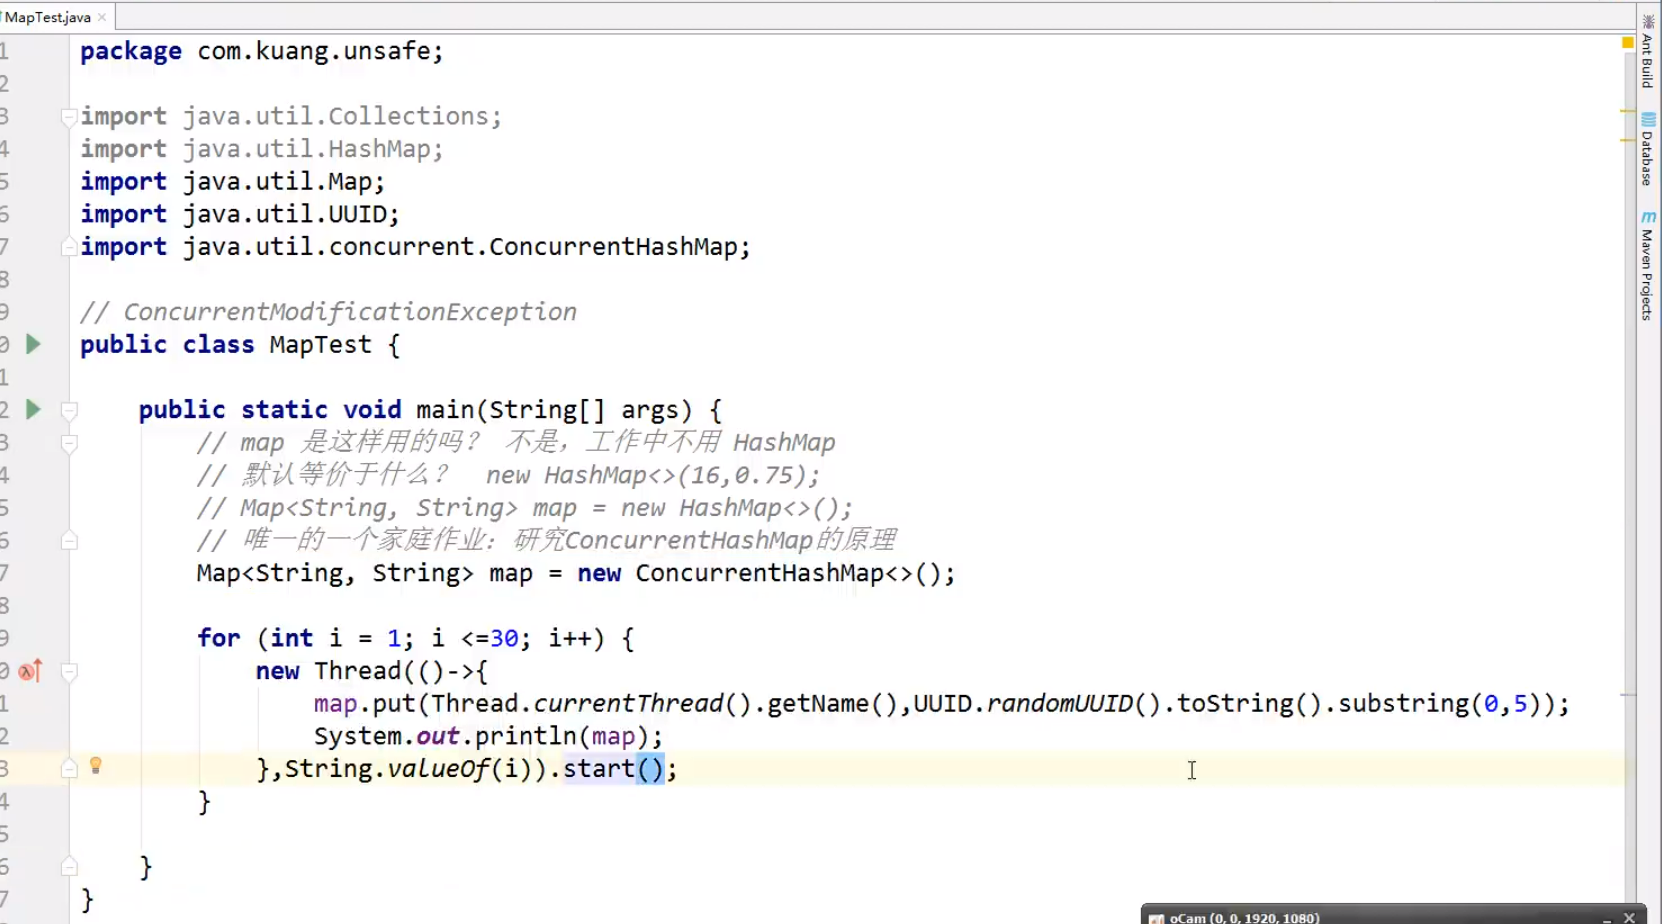 MapTest.java
1 package com.kuang.unsafe;
2
3 import java.util.Collections;
4 import java.util.HashMap;
5 import java.util.Map;
6 import java.util.UUID;
7 import java.util.concurrent.ConcurrentHashMap;
8
9 // ConcurrentModificationException
0 public class MapTest {
1
2 public static void main(String[] args) {
3 // map 是这样用的吗? 不是，工作中不用 HashMap
4 // 默认等价于什么? new HashMap<>(16,0.75);
5 // Map<String, String> map = new HashMap<>();
6 // 唯一的一个家庭作业：研究ConcurrentHashMap的原理
7 Map<String, String> map = new ConcurrentHashMap<>();
8
9 for (int i = 1; i <=30; i++) {
0 new Thread(()->{
1 map.put(Thread.currentThread().getName(),UUID.randomUUID().toString().substring(0,5));
2 System.out.println(map);
3 },String.valueOf(i)).start();
4 }
5
6 }
7 }
Ant Build
Database
m Maven Projects
oCam (0, 0, 1920, 1080)